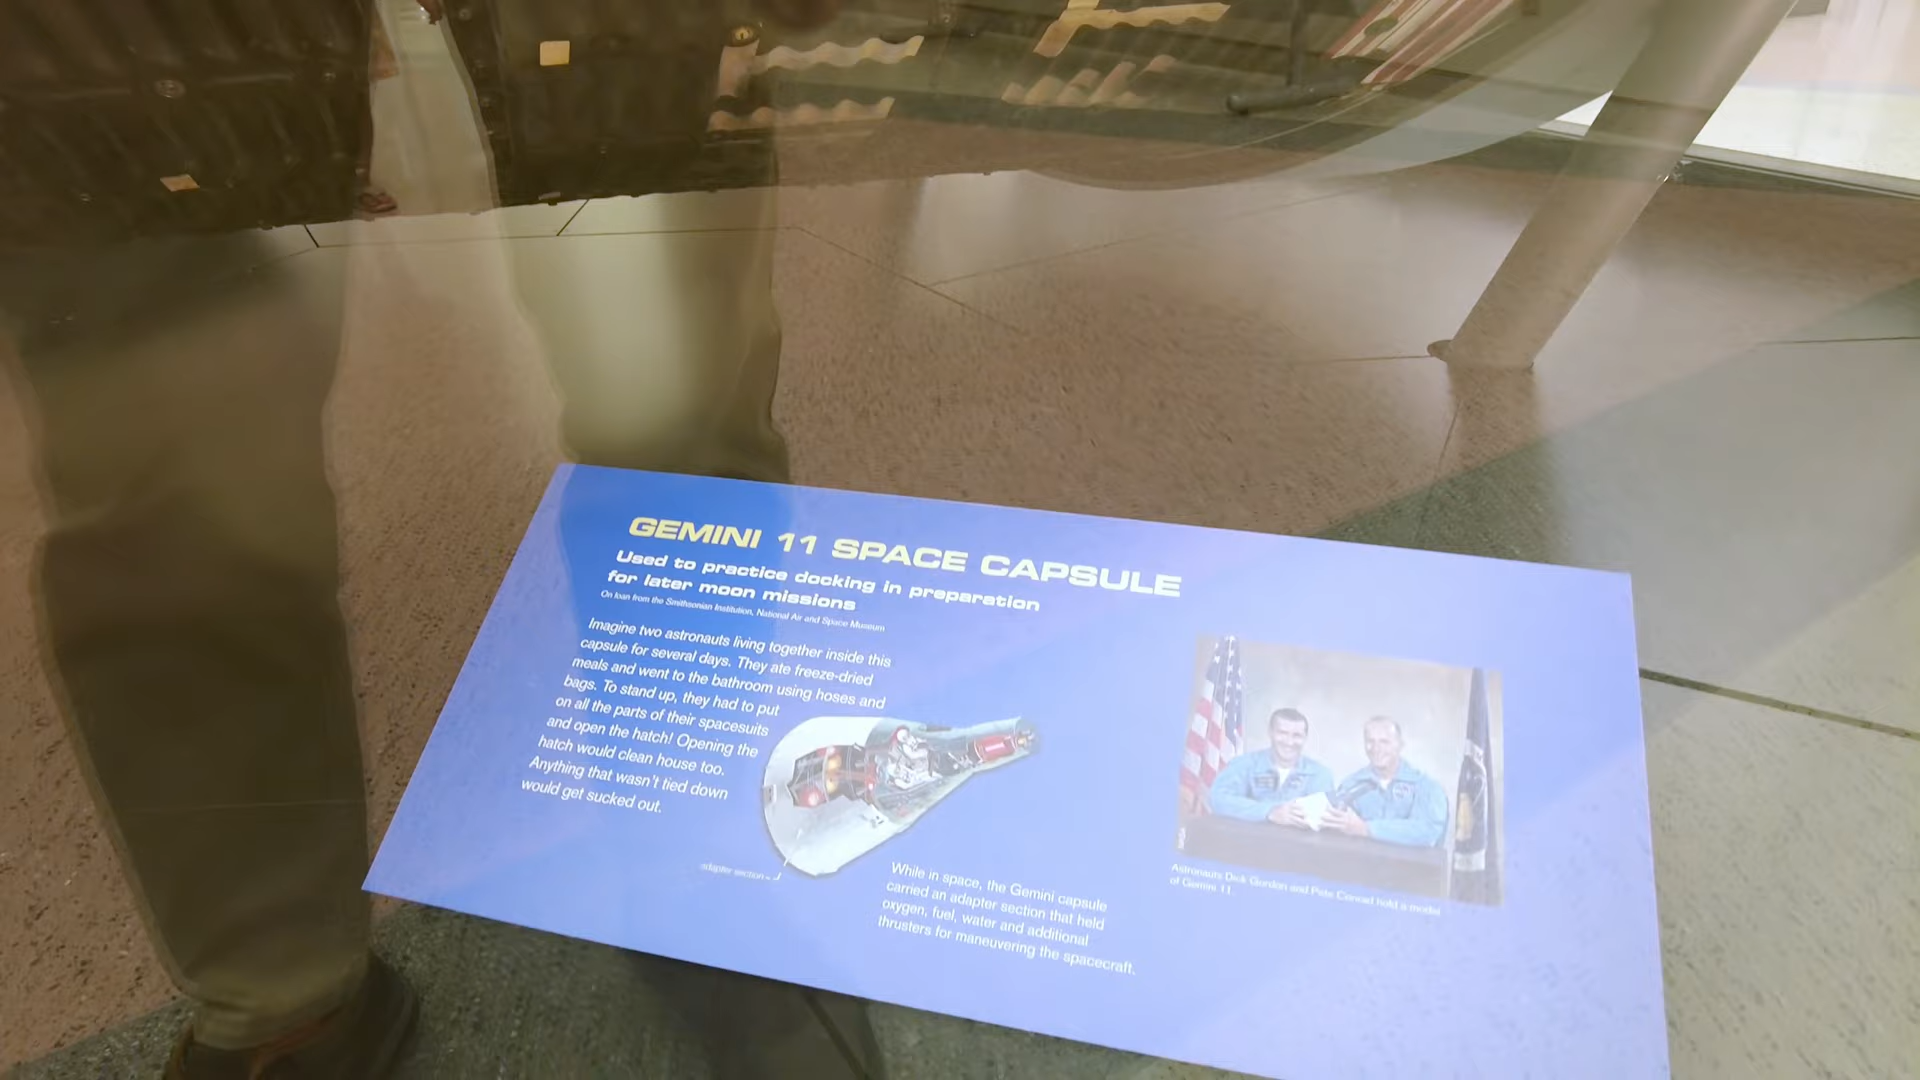 GEMINI 11 SPACE CAPSULE
Used to practice docking in preparation
for later moon missions
On loan from the Smithsonian Institution, National Air and Space Museum
Imagine two astronauts living together inside this
capsule for several days. They ate freeze-dried
meals and went to the bathroom using hoses and
bags. To stand up, they had to put
on all the parts of their spacesuits
and open the hatch! Opening the
hatch would clean house too.
Anything that wasn't tied down
would get sucked out.
adapter section
While in space, the Gemini capsule
carried an adapter section that held
oxygen, fuel, water and additional
thrusters for maneuvering the spacecraft.
Astronauts Dick Gordon and Pete Conrad hold a model
of Gemini 11.